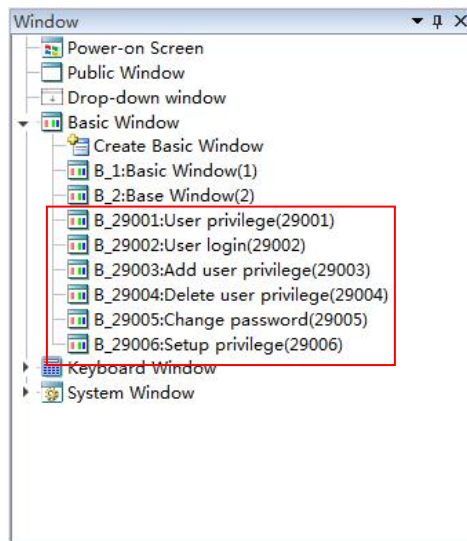 Window
Power-on Screen
Public Window
Drop-down window
Basic Window
Create Basic Window
B_1:Basic Window(1)
B_2:Base Window(2)
B_29001:User privilege(29001)
B_29002:User login(29002)
B_29003:Add user privilege(29003)
B_29004:Delete user privilege(29004)
B_29005:Change password(29005)
B_29006:Setup privilege(29006)
Keyboard Window
System Window